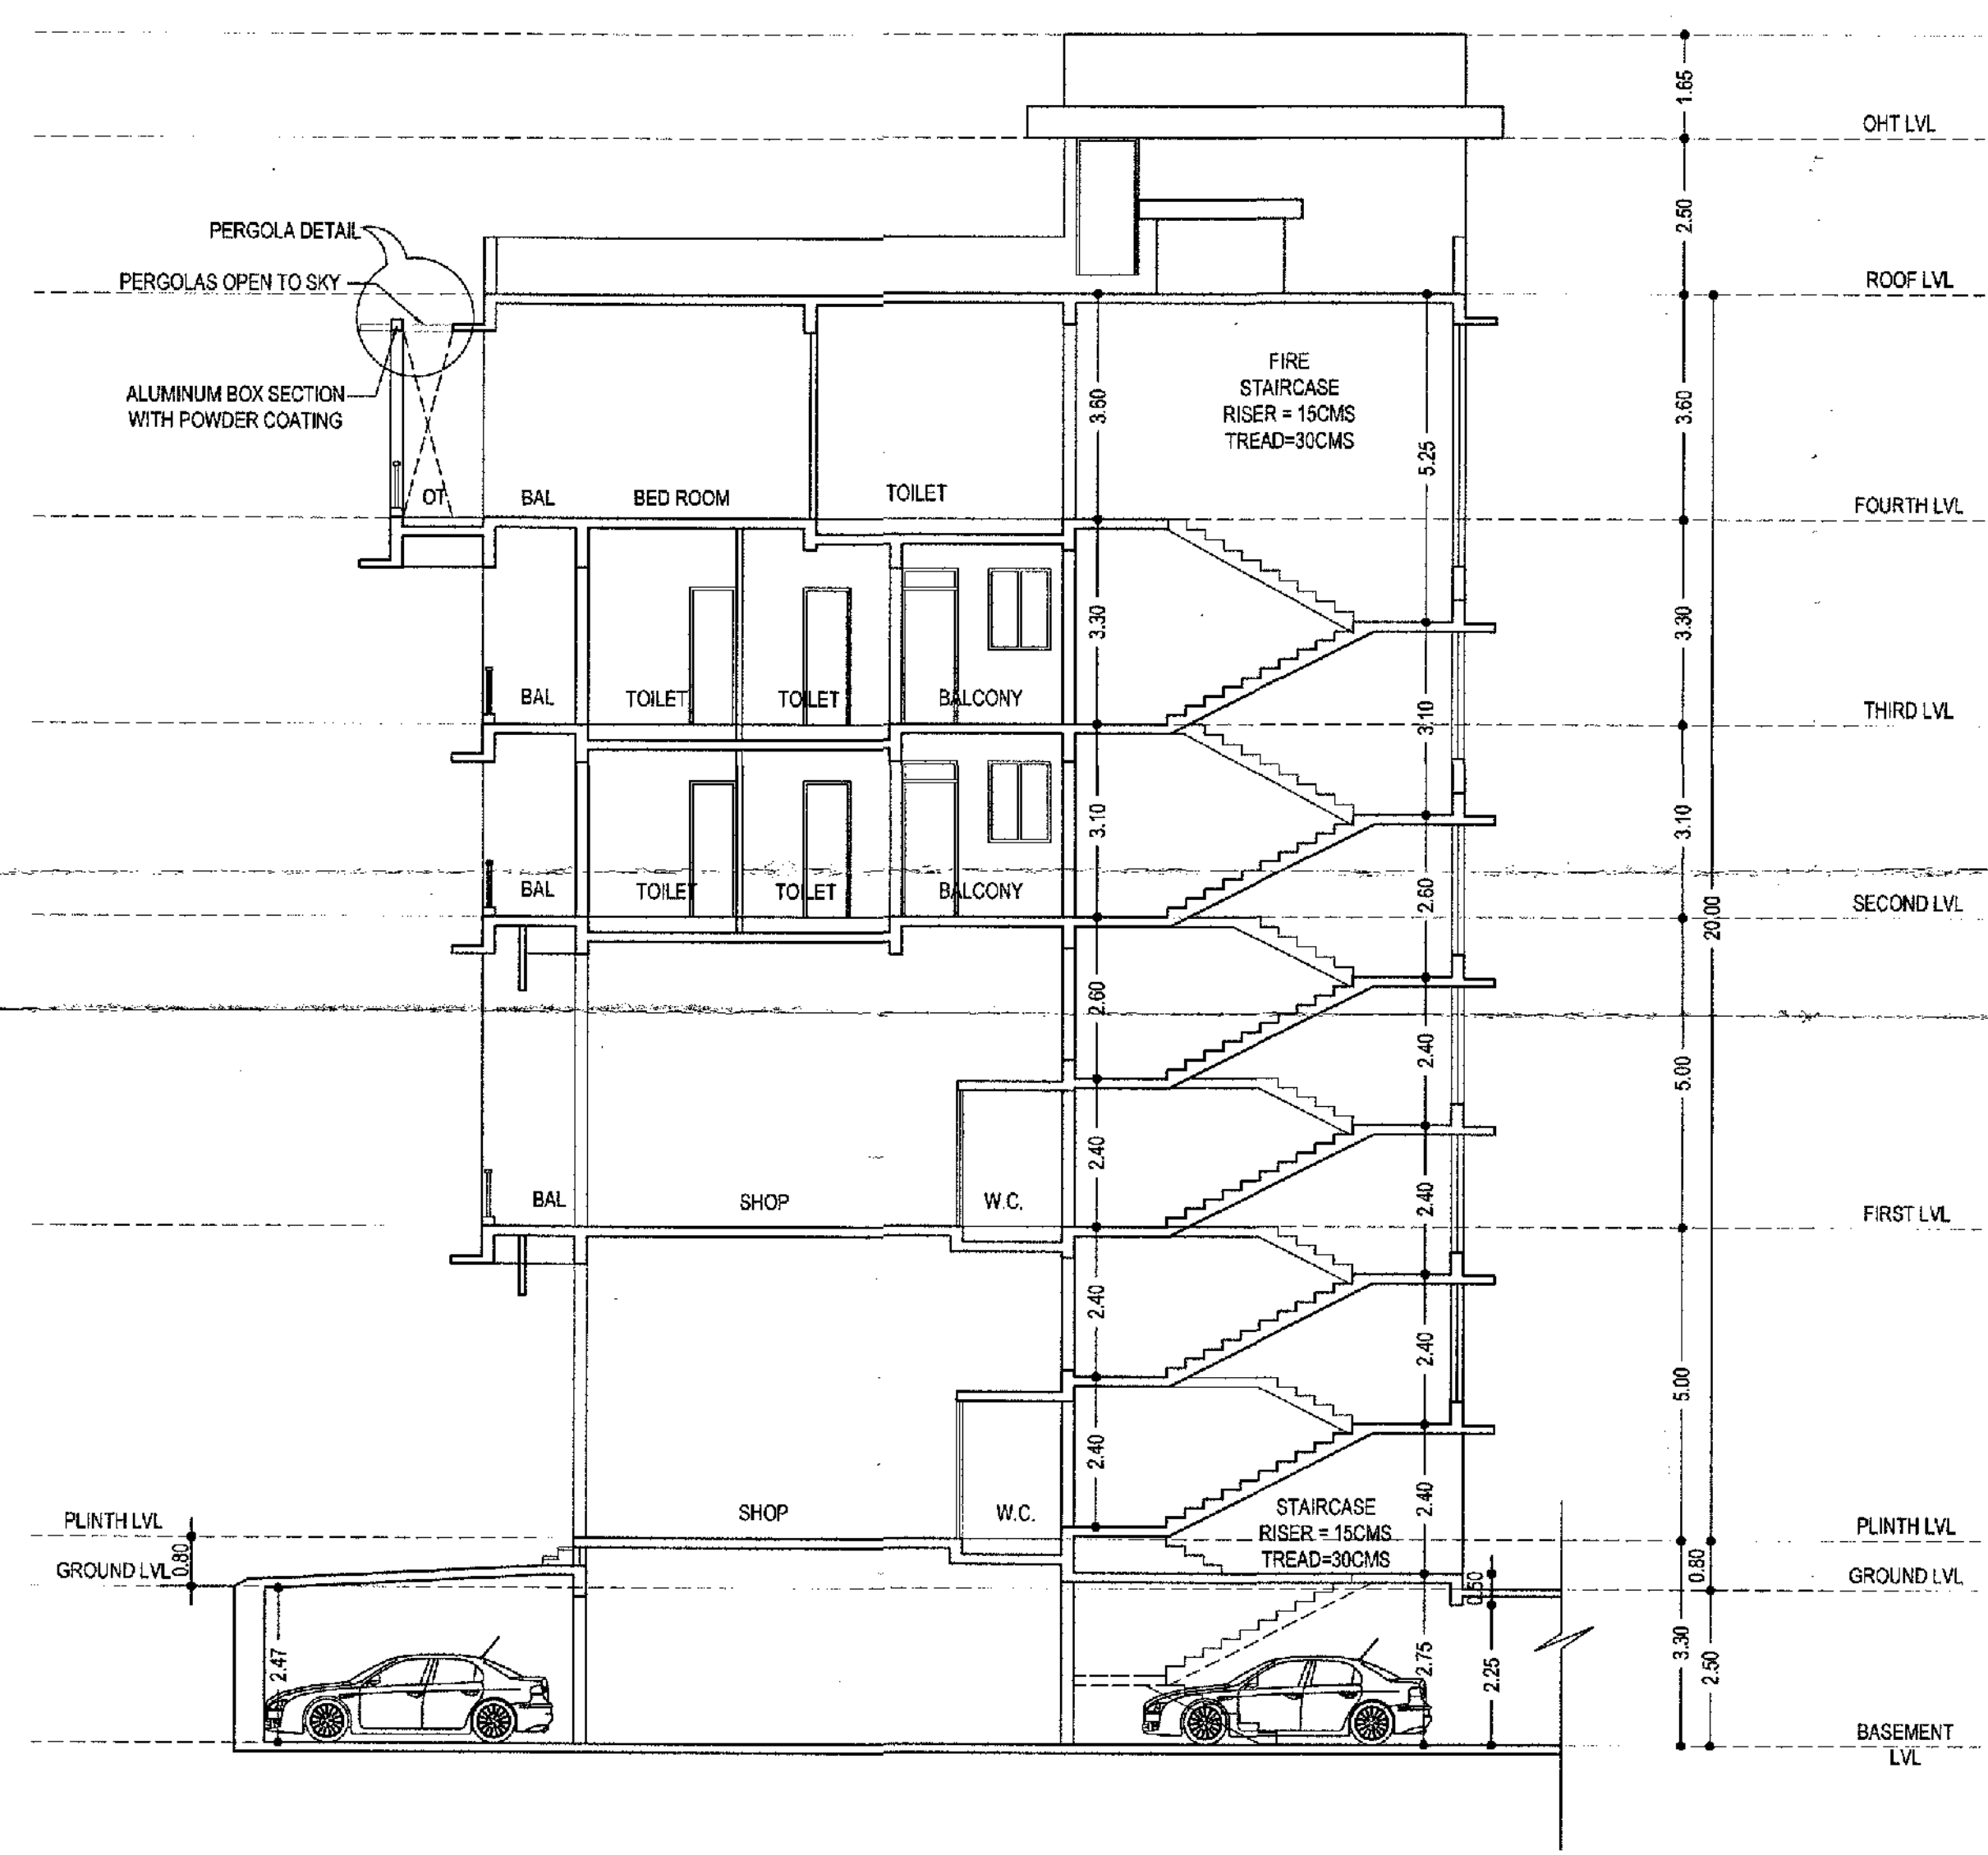 1.65
OHT LVL
2.50
PERGOLA DETAIL
PERGOLAS OPEN TO SKY
ROOF LVL
ALUMINUM BOX SECTION
WITH POWDER COATING
FIRE
STAIRCASE
RISER = 15CMS
TREAD=30CMS
3.60
5.25
3.60
OT
BAL
BED ROOM
TOILET
FOURTH LVL
3.30
3.30
BAL
TOILET
TOILET
BALCONY
3.10
THIRD LVL
3.10
3.10
BAL
TOILET
TOILET
BALCONY
2.60
SECOND LVL
20.00
2.60
2.40
5.00
2.40
2.40
BAL
SHOP
W.C.
FIRST LVL
2.40
2.40
5.00
2.40
2.40
SHOP
W.C.
STAIRCASE
RISER = 15CMS
TREAD=30CMS
PLINTH LVL
PLINTH LVL
0.80
GROUND LVL
0.80
GROUND LVL
2.47
2.75
2.25
3.30
2.50
BASEMENT
LVL